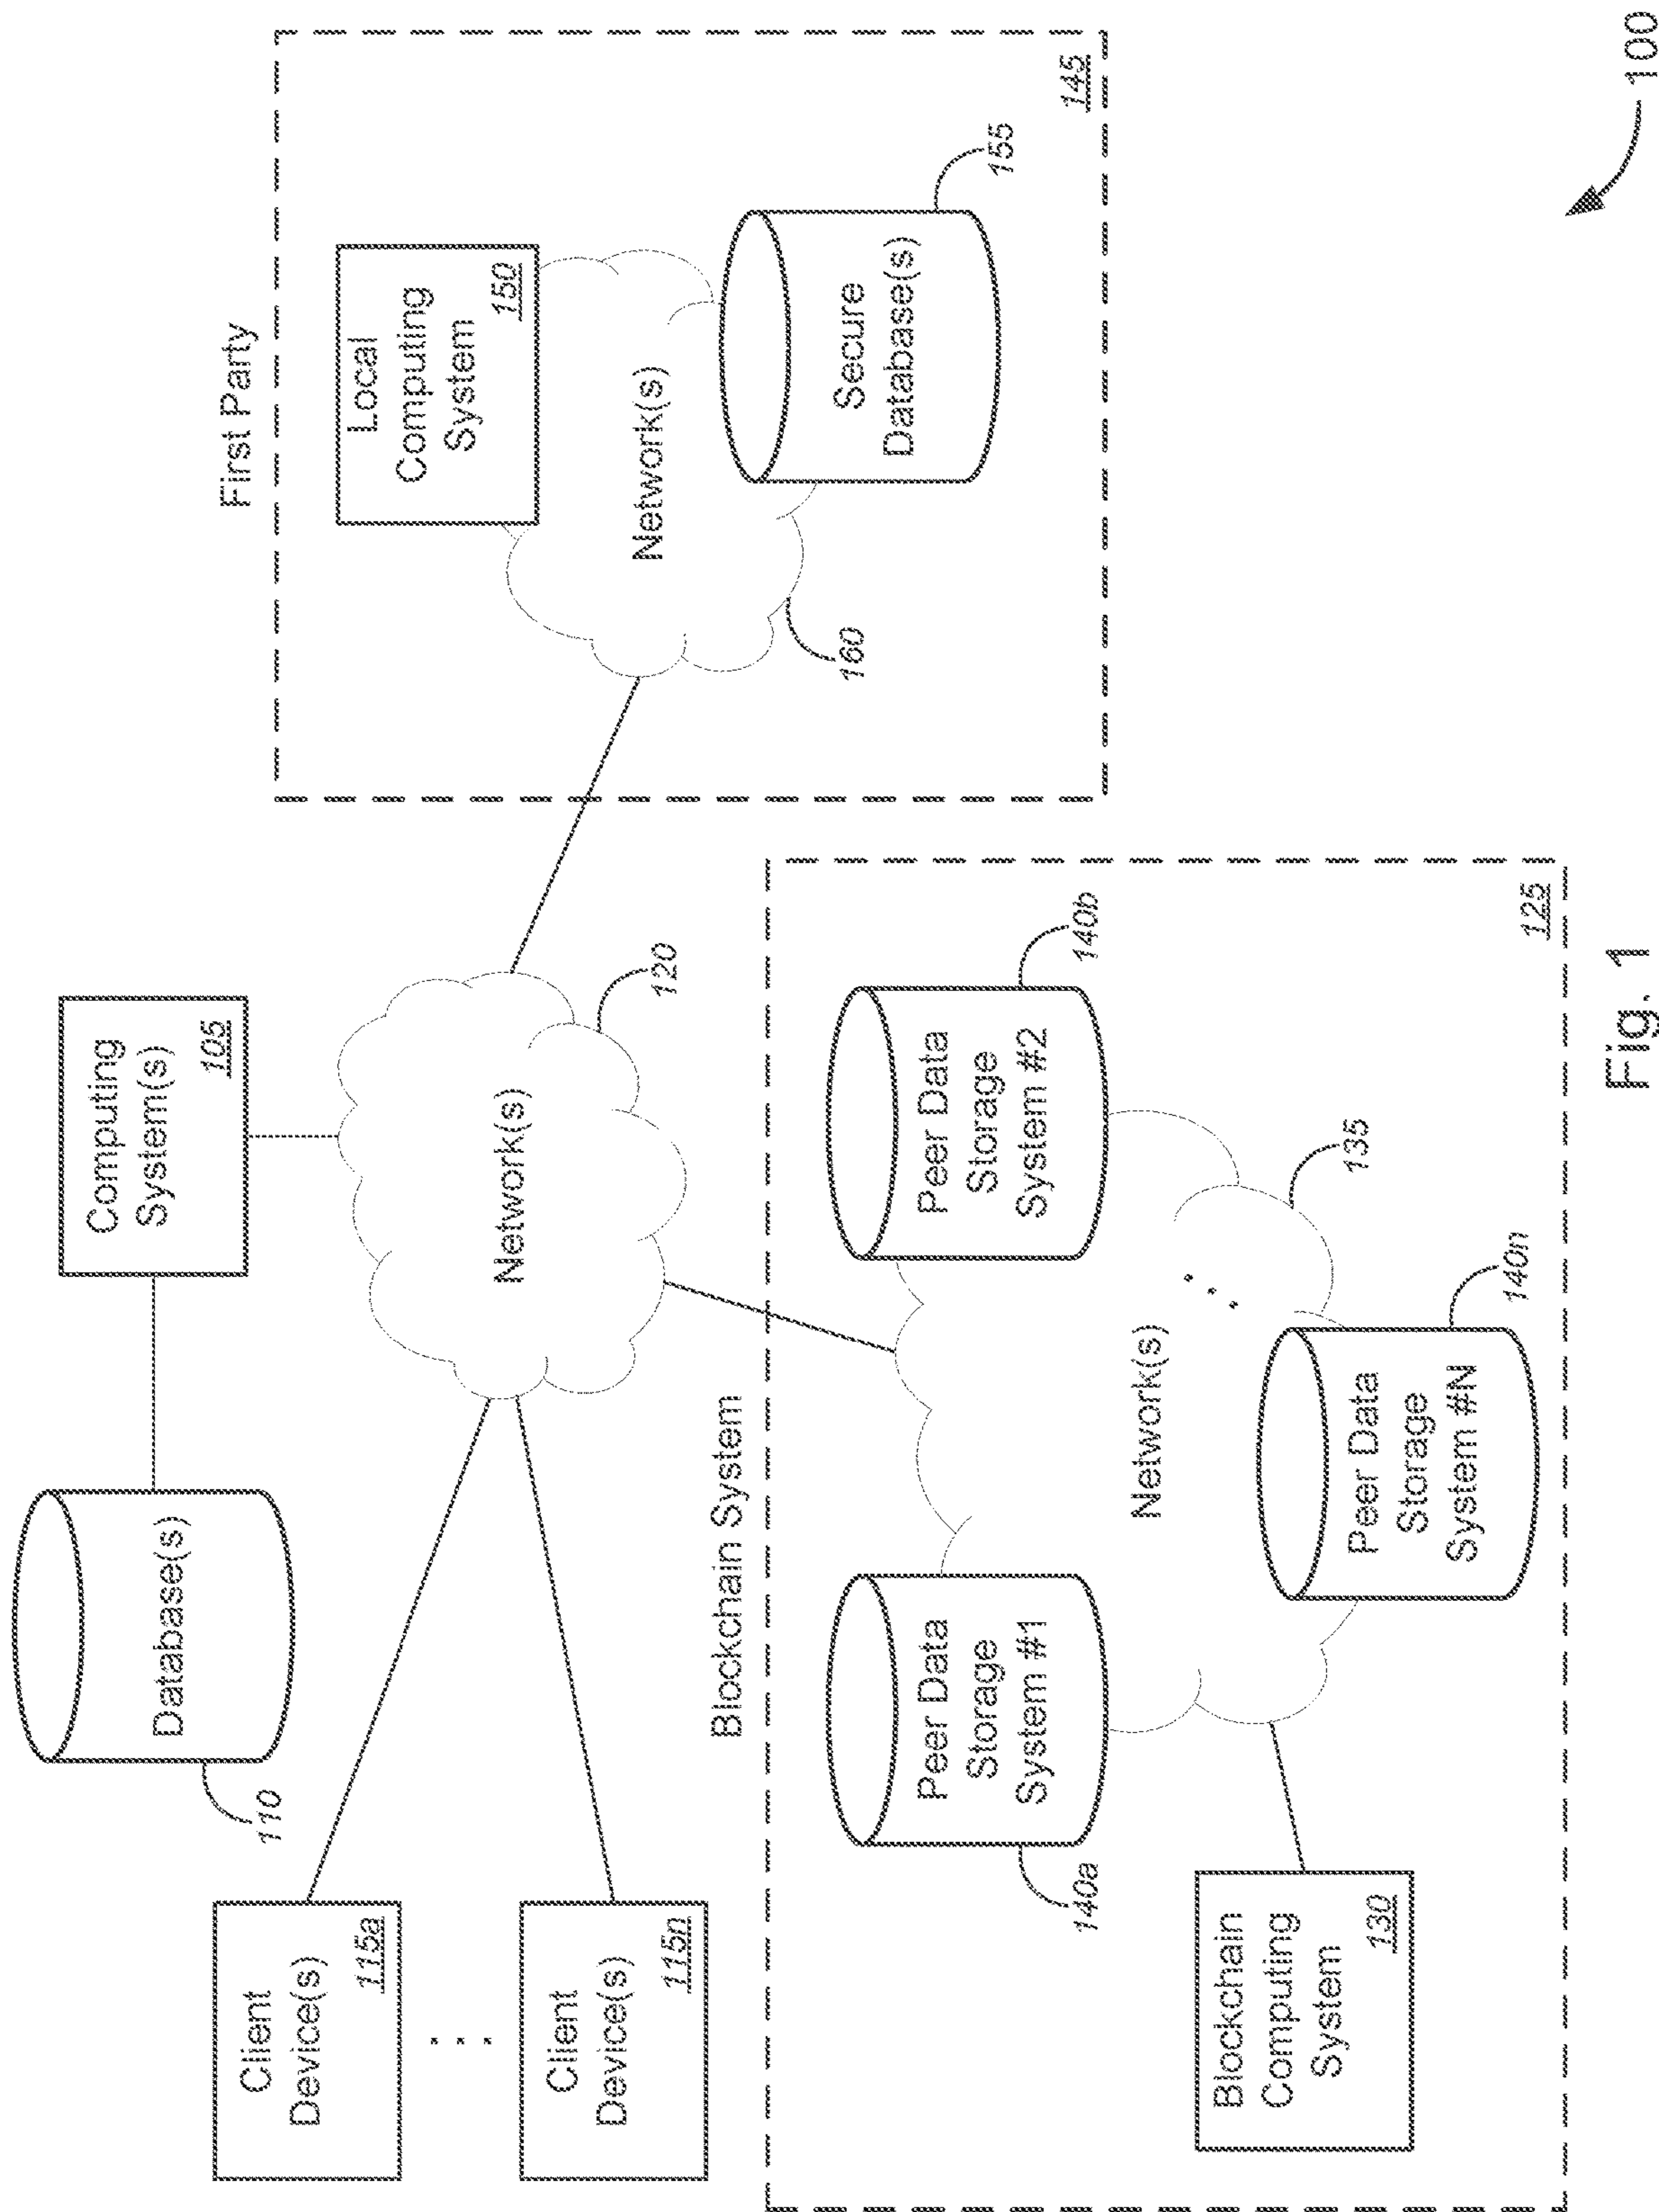 Database(s)
110
Computing
System(s)
105
Client
Device(s)
115a
. . .
Client
Device(s)
115n
Network(s)
120
First Party
Local
Computing
System
150
Network(s)
160
Secure
Database(s)
155
145
Blockchain System
Peer Data
Storage
System #1
140a
Peer Data
Storage
System #2
140b
Network(s)
135
. . .
Peer Data
Storage
System #N
140n
Blockchain
Computing
System
130
125
100
Fig. 1